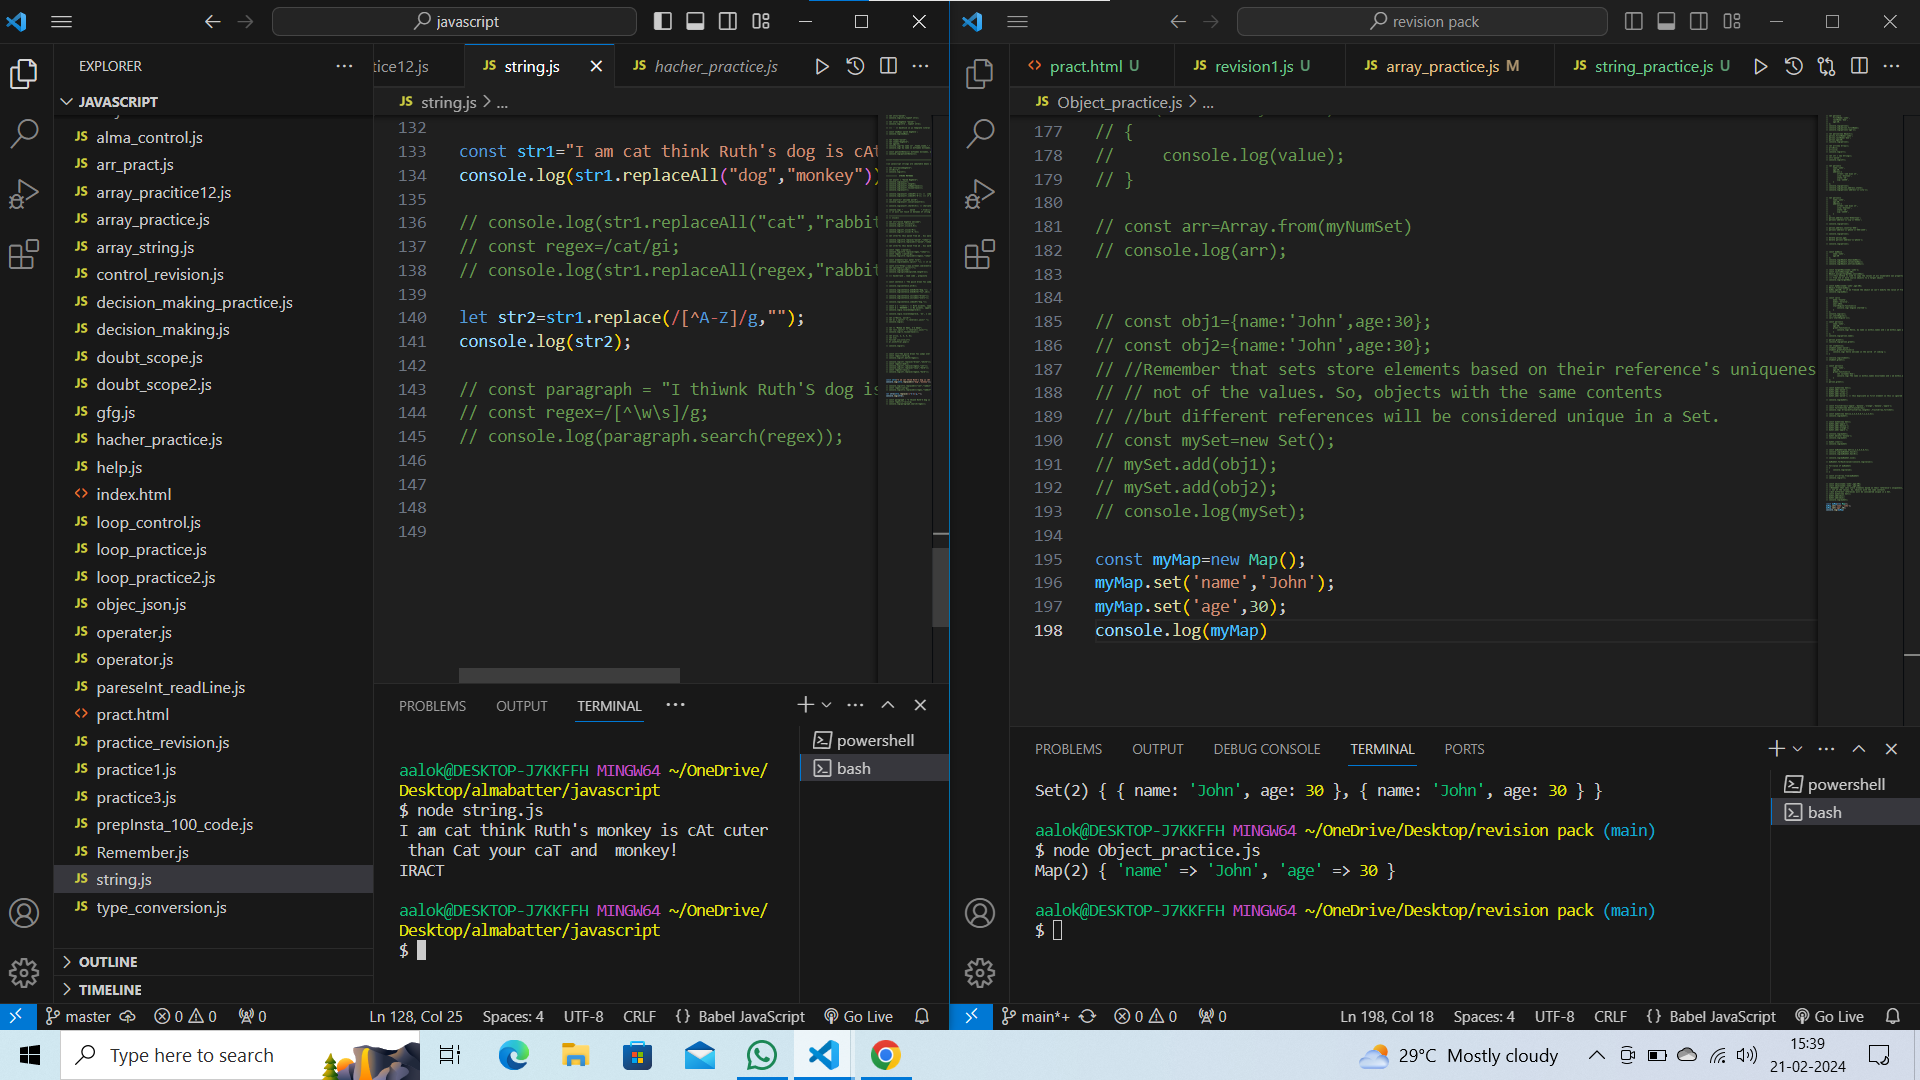 javascript
EXPLORER
JAVASCRIPT
JS alma_control.js
JS arr_pract.js
JS array_pracitice12.js
JS array_practice.js
JS array_string.js
JS control_revision.js
JS decision_making_practice.js
JS decision_making.js
JS doubt_scope.js
JS doubt_scope2.js
JS gfg.js
JS hacher_practice.js
JS help.js
<> index.html
JS loop_control.js
JS loop_practice.js
JS loop_practice2.js
JS objec_json.js
JS operater.js
JS operator.js
JS pareseInt_readLine.js
<> pract.html
JS practice_revision.js
JS practice1.js
JS practice3.js
JS prepInsta_100_code.js
JS Remember.js
JS string.js
JS type_conversion.js
OUTLINE
TIMELINE
tice12.js JS string.js JS hacher_practice.js
JS string.js > ...
132
133 const str1="I am cat think Ruth's dog is cAt
134 console.log(str1.replaceAll("dog","monkey"))
135
136 // console.log(str1.replaceAll("cat","rabbit
137 // const regex=/cat/gi;
138 // console.log(str1.replaceAll(regex,"rabbit
139
140 let str2=str1.replace(/[^A-Z]/g,"");
141 console.log(str2);
142
143 // const paragraph = "I thiwnk Ruth'S dog is
144 // const regex=/[^\w\s]/g;
145 // console.log(paragraph.search(regex));
146
147
148
149
PROBLEMS OUTPUT TERMINAL ...
powershell
bash
aalok@DESKTOP-J7KKFFH MINGW64 ~/OneDrive/
Desktop/almabatter/javascript
$ node string.js
I am cat think Ruth's monkey is cAt cuter
than Cat your caT and  monkey!
IRACT
aalok@DESKTOP-J7KKFFH MINGW64 ~/OneDrive/
Desktop/almabatter/javascript
$
master 0 0 0 Ln 128, Col 25 Spaces: 4 UTF-8 CRLF {} Babel JavaScript Go Live
revision pack
<> pract.html U JS revision1.js U JS array_practice.js M JS string_practice.js U
JS Object_practice.js > ...
177 // {
178 //     console.log(value);
179 // }
180
181 // const arr=Array.from(myNumSet)
182 // console.log(arr);
183
184
185 // const obj1={name:'John',age:30};
186 // const obj2={name:'John',age:30};
187 // //Remember that sets store elements based on their reference's uniquenes
188 // // not of the values. So, objects with the same contents
189 // //but different references will be considered unique in a Set.
190 // const mySet=new Set();
191 // mySet.add(obj1);
192 // mySet.add(obj2);
193 // console.log(mySet);
194
195 const myMap=new Map();
196 myMap.set('name','John');
197 myMap.set('age',30);
198 console.log(myMap)
PROBLEMS OUTPUT DEBUG CONSOLE TERMINAL PORTS
powershell
bash
Set(2) { { name: 'John', age: 30 }, { name: 'John', age: 30 } }
aalok@DESKTOP-J7KKFFH MINGW64 ~/OneDrive/Desktop/revision pack (main)
$ node Object_practice.js
Map(2) { 'name' => 'John', 'age' => 30 }
aalok@DESKTOP-J7KKFFH MINGW64 ~/OneDrive/Desktop/revision pack (main)
$
main*+ 0 0 0 Ln 198, Col 18 Spaces: 4 UTF-8 CRLF {} Babel JavaScript Go Live
Type here to search
29°C Mostly cloudy
15:39
21-02-2024